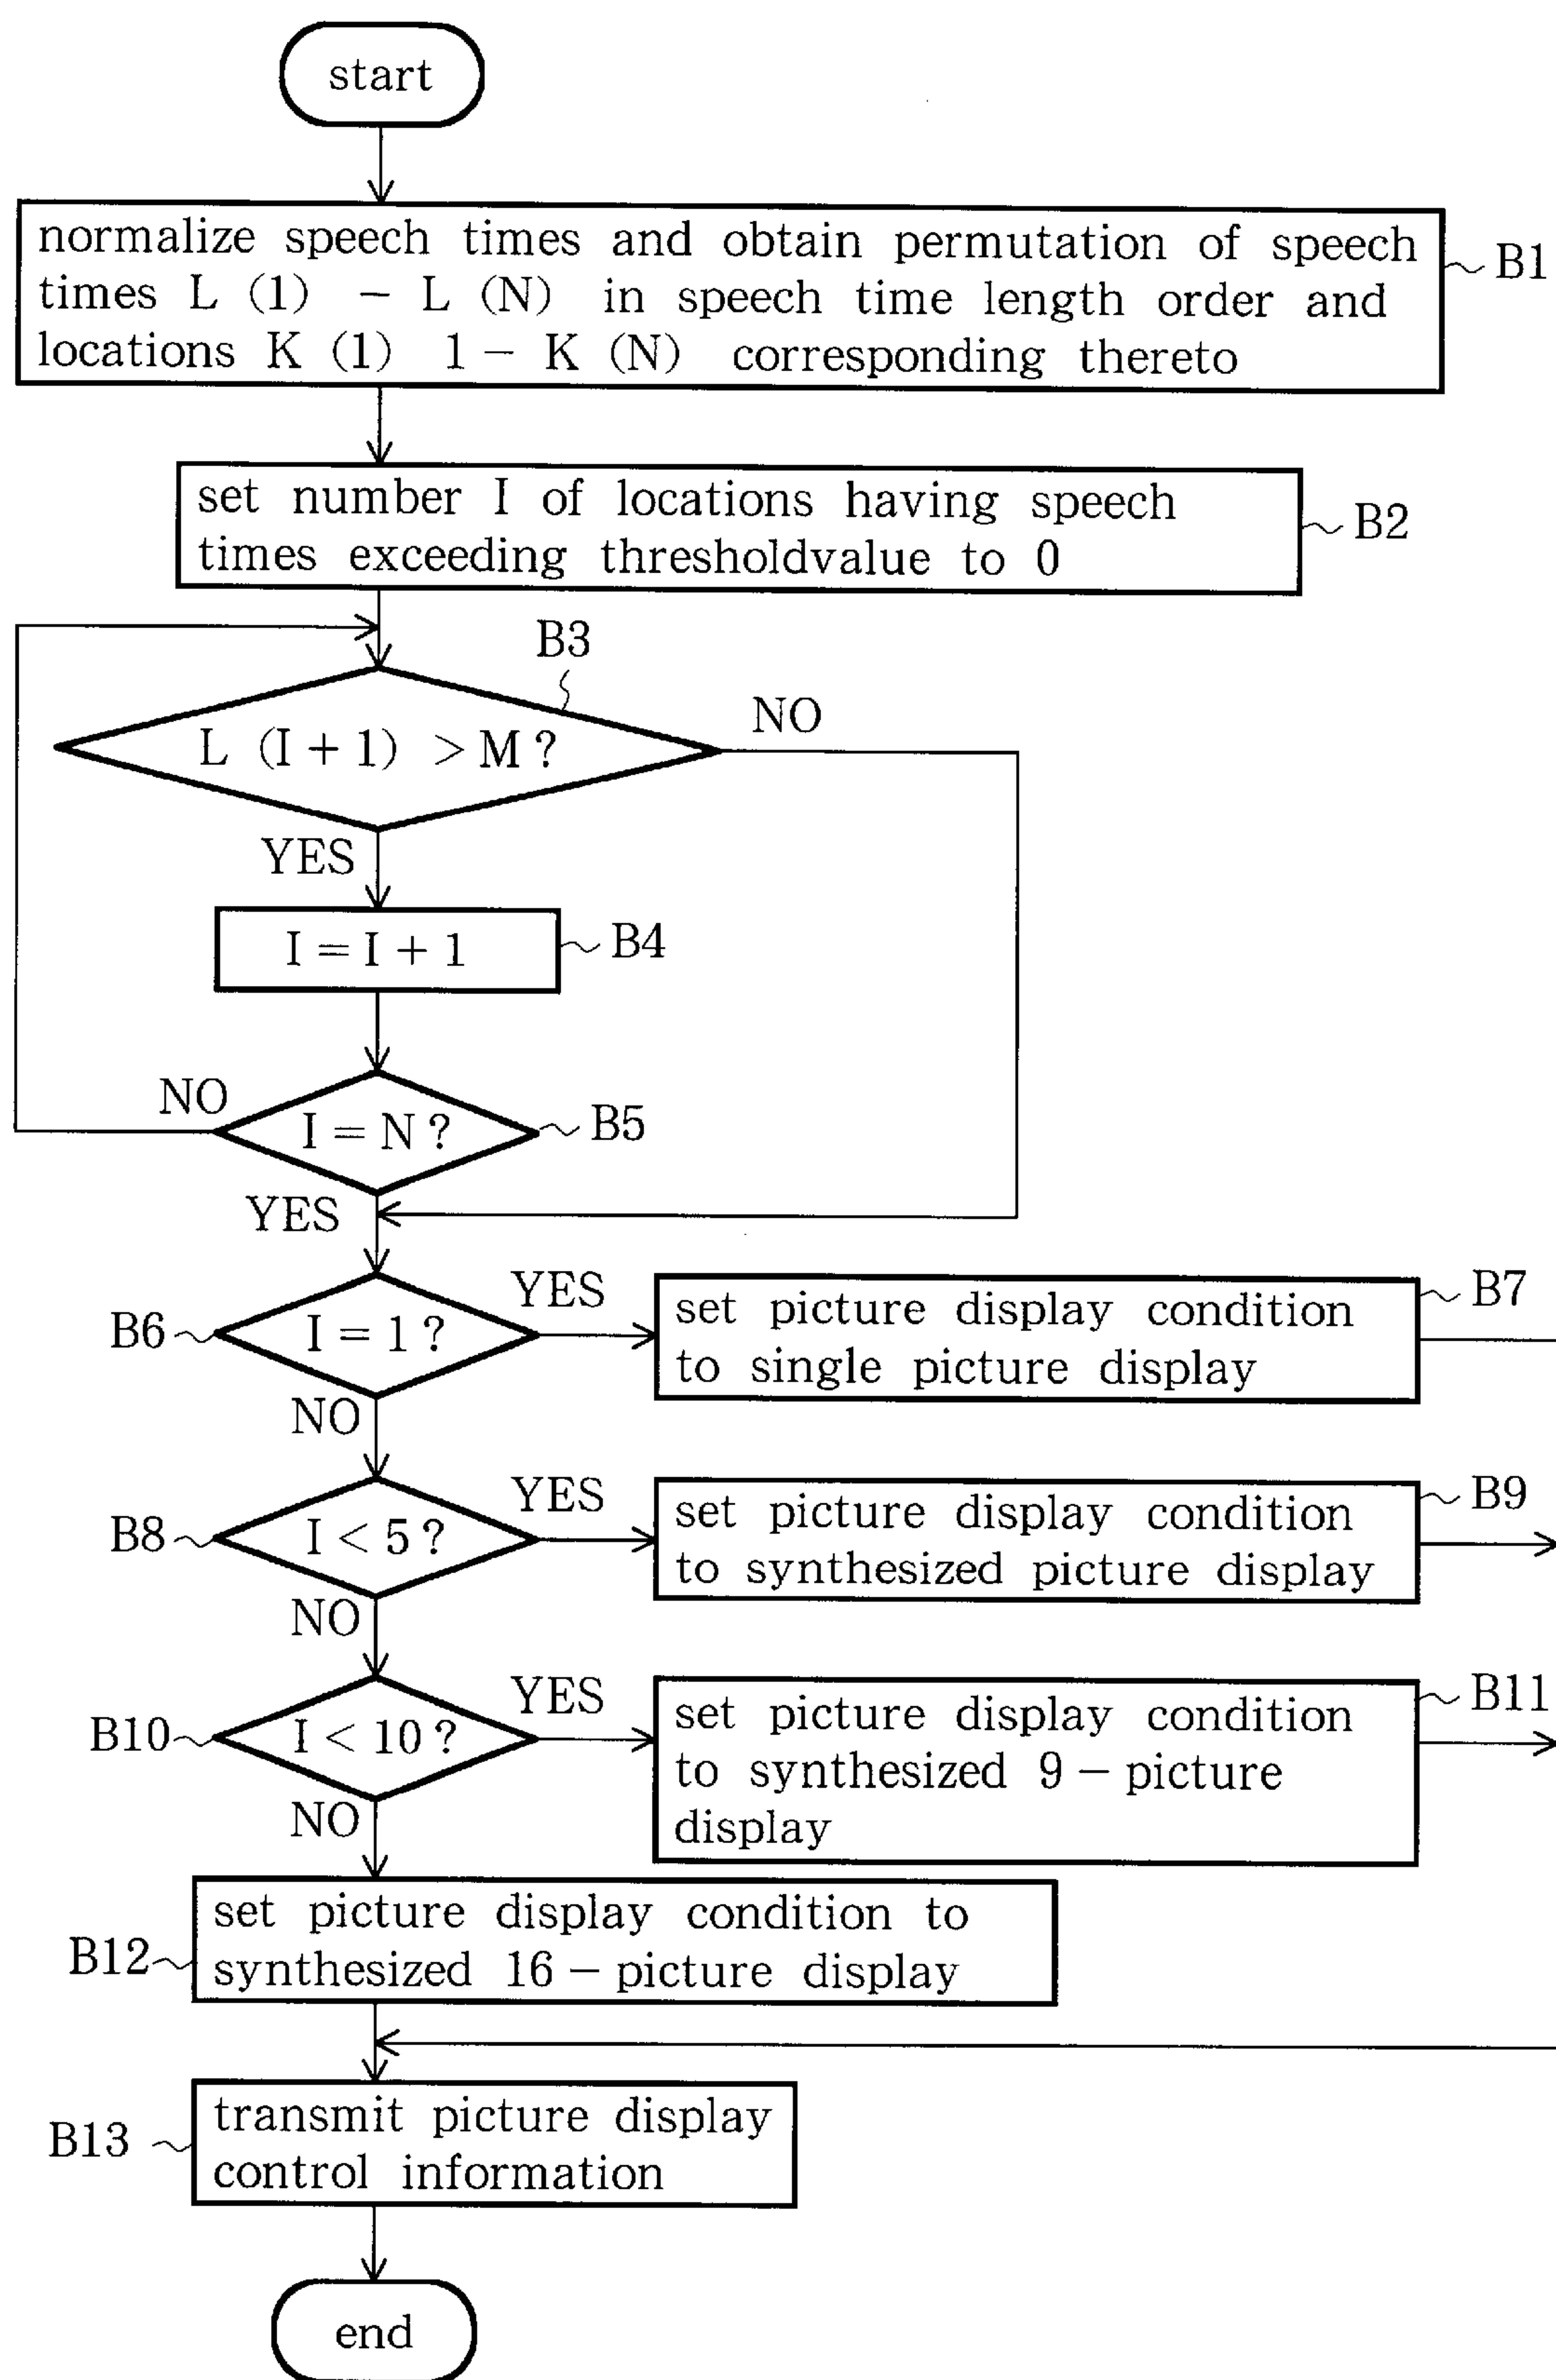 start
normalize speech times and obtain permutation of speech
times L (1) - L (N) in speech time length order and
locations K (1) 1 - K (N) corresponding thereto
B1
set number I of locations having speech
times exceeding thresholdvalue to 0
B2
B3
L (I + 1) > M ?
NO
YES
I = I + 1
B4
NO
I = N ?
B5
YES
B6
I = 1 ?
YES
set picture display condition
to single picture display
B7
NO
B8
I < 5 ?
YES
set picture display condition
to synthesized picture display
B9
NO
B10
I < 10 ?
YES
set picture display condition
to synthesized 9 - picture
display
B11
NO
B12
set picture display condition to
synthesized 16 - picture display
B13
transmit picture display
control information
end